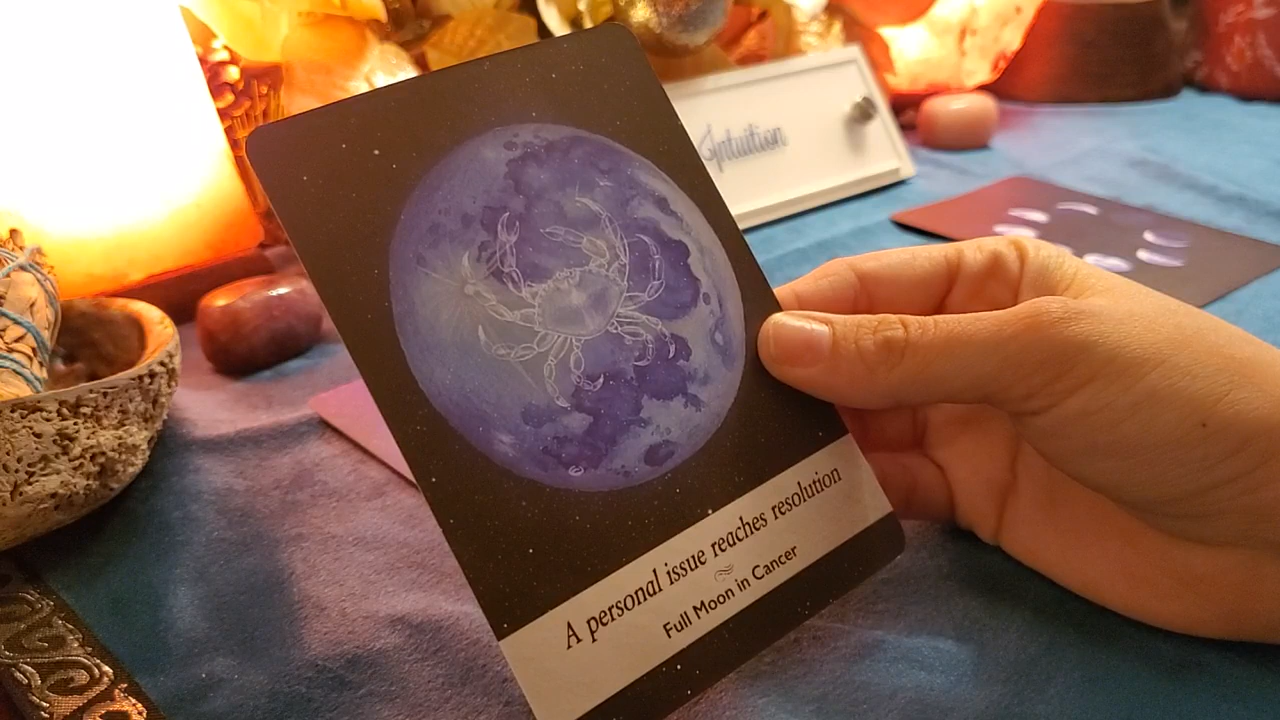 Intuition
A personal issue reaches resolution
Full Moon in Cancer